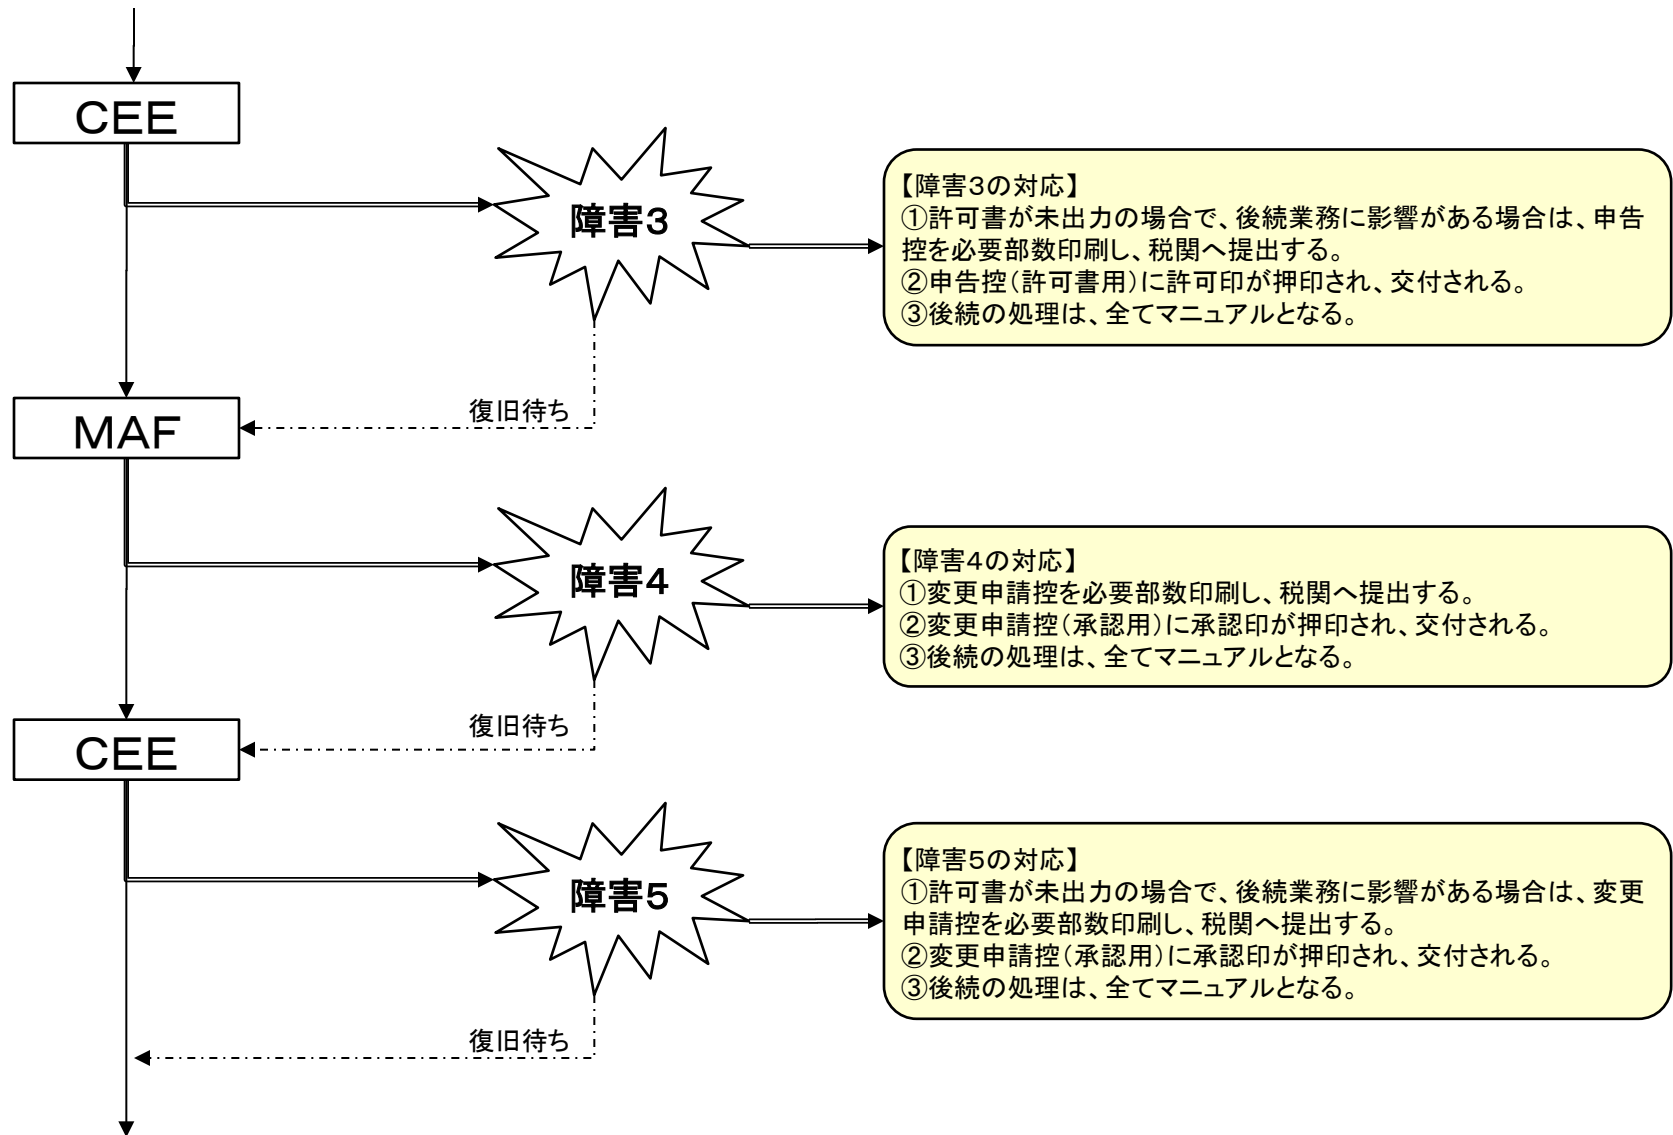 ＣＥＥ
障害３
【障害３の対応】
①許可書が未出力の場合で、後続業務に影響がある場合は、申告
控を必要部数印刷し、税関へ提出する。
②申告控（許可書用）に許可印が押印され、交付される。
③後続の処理は、全てマニュアルとなる。
復旧待ち
ＭＡＦ
障害４
【障害４の対応】
①変更申請控を必要部数印刷し、税関へ提出する。
②変更申請控（承認用）に承認印が押印され、交付される。
③後続の処理は、全てマニュアルとなる。
復旧待ち
ＣＥＥ
障害５
【障害５の対応】
①許可書が未出力の場合で、後続業務に影響がある場合は、変更
申請控を必要部数印刷し、税関へ提出する。
②変更申請控（承認用）に承認印が押印され、交付される。
③後続の処理は、全てマニュアルとなる。
復旧待ち